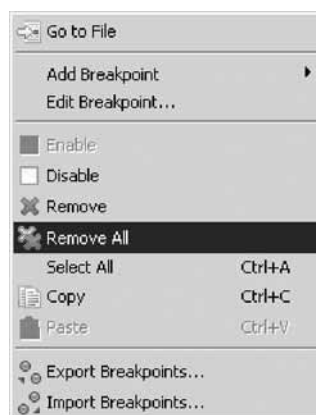 Go to File
Add Breakpoint
Edit Breakpoint...
Enable
Disable
Remove
Remove All
Select All Ctrl+A
Copy Ctrl+C
Paste Ctrl+V
Export Breakpoints...
Import Breakpoints...